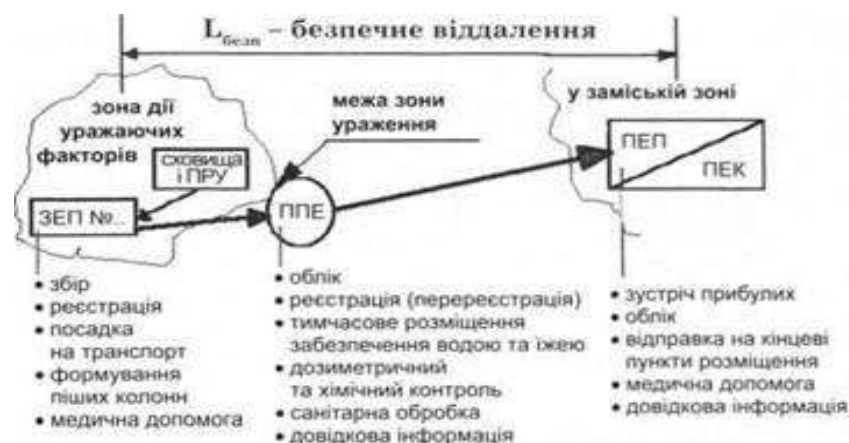 Lбезп – безпечне віддалення
зона дії
уражаючих
факторів
межа зони
ураження
у заміській зоні
сховища
і ПРУ
ЗЕП №..
ППЕ
ПЕП
ПЕК
• збір
• реєстрація
• посадка
на транспорт
• формування
піших колонн
• медична допомога
• облік
• реєстрація (перереєстрація)
• тимчасове розміщення
забезпечення водою та їжею
• дозиметричний
та хімічний контроль
• санітарна обробка
• довідкова інформація
• зустріч прибулих
• облік
• відправка на кінцеві
пункти розміщення
• медична допомога
• довідкова інформація